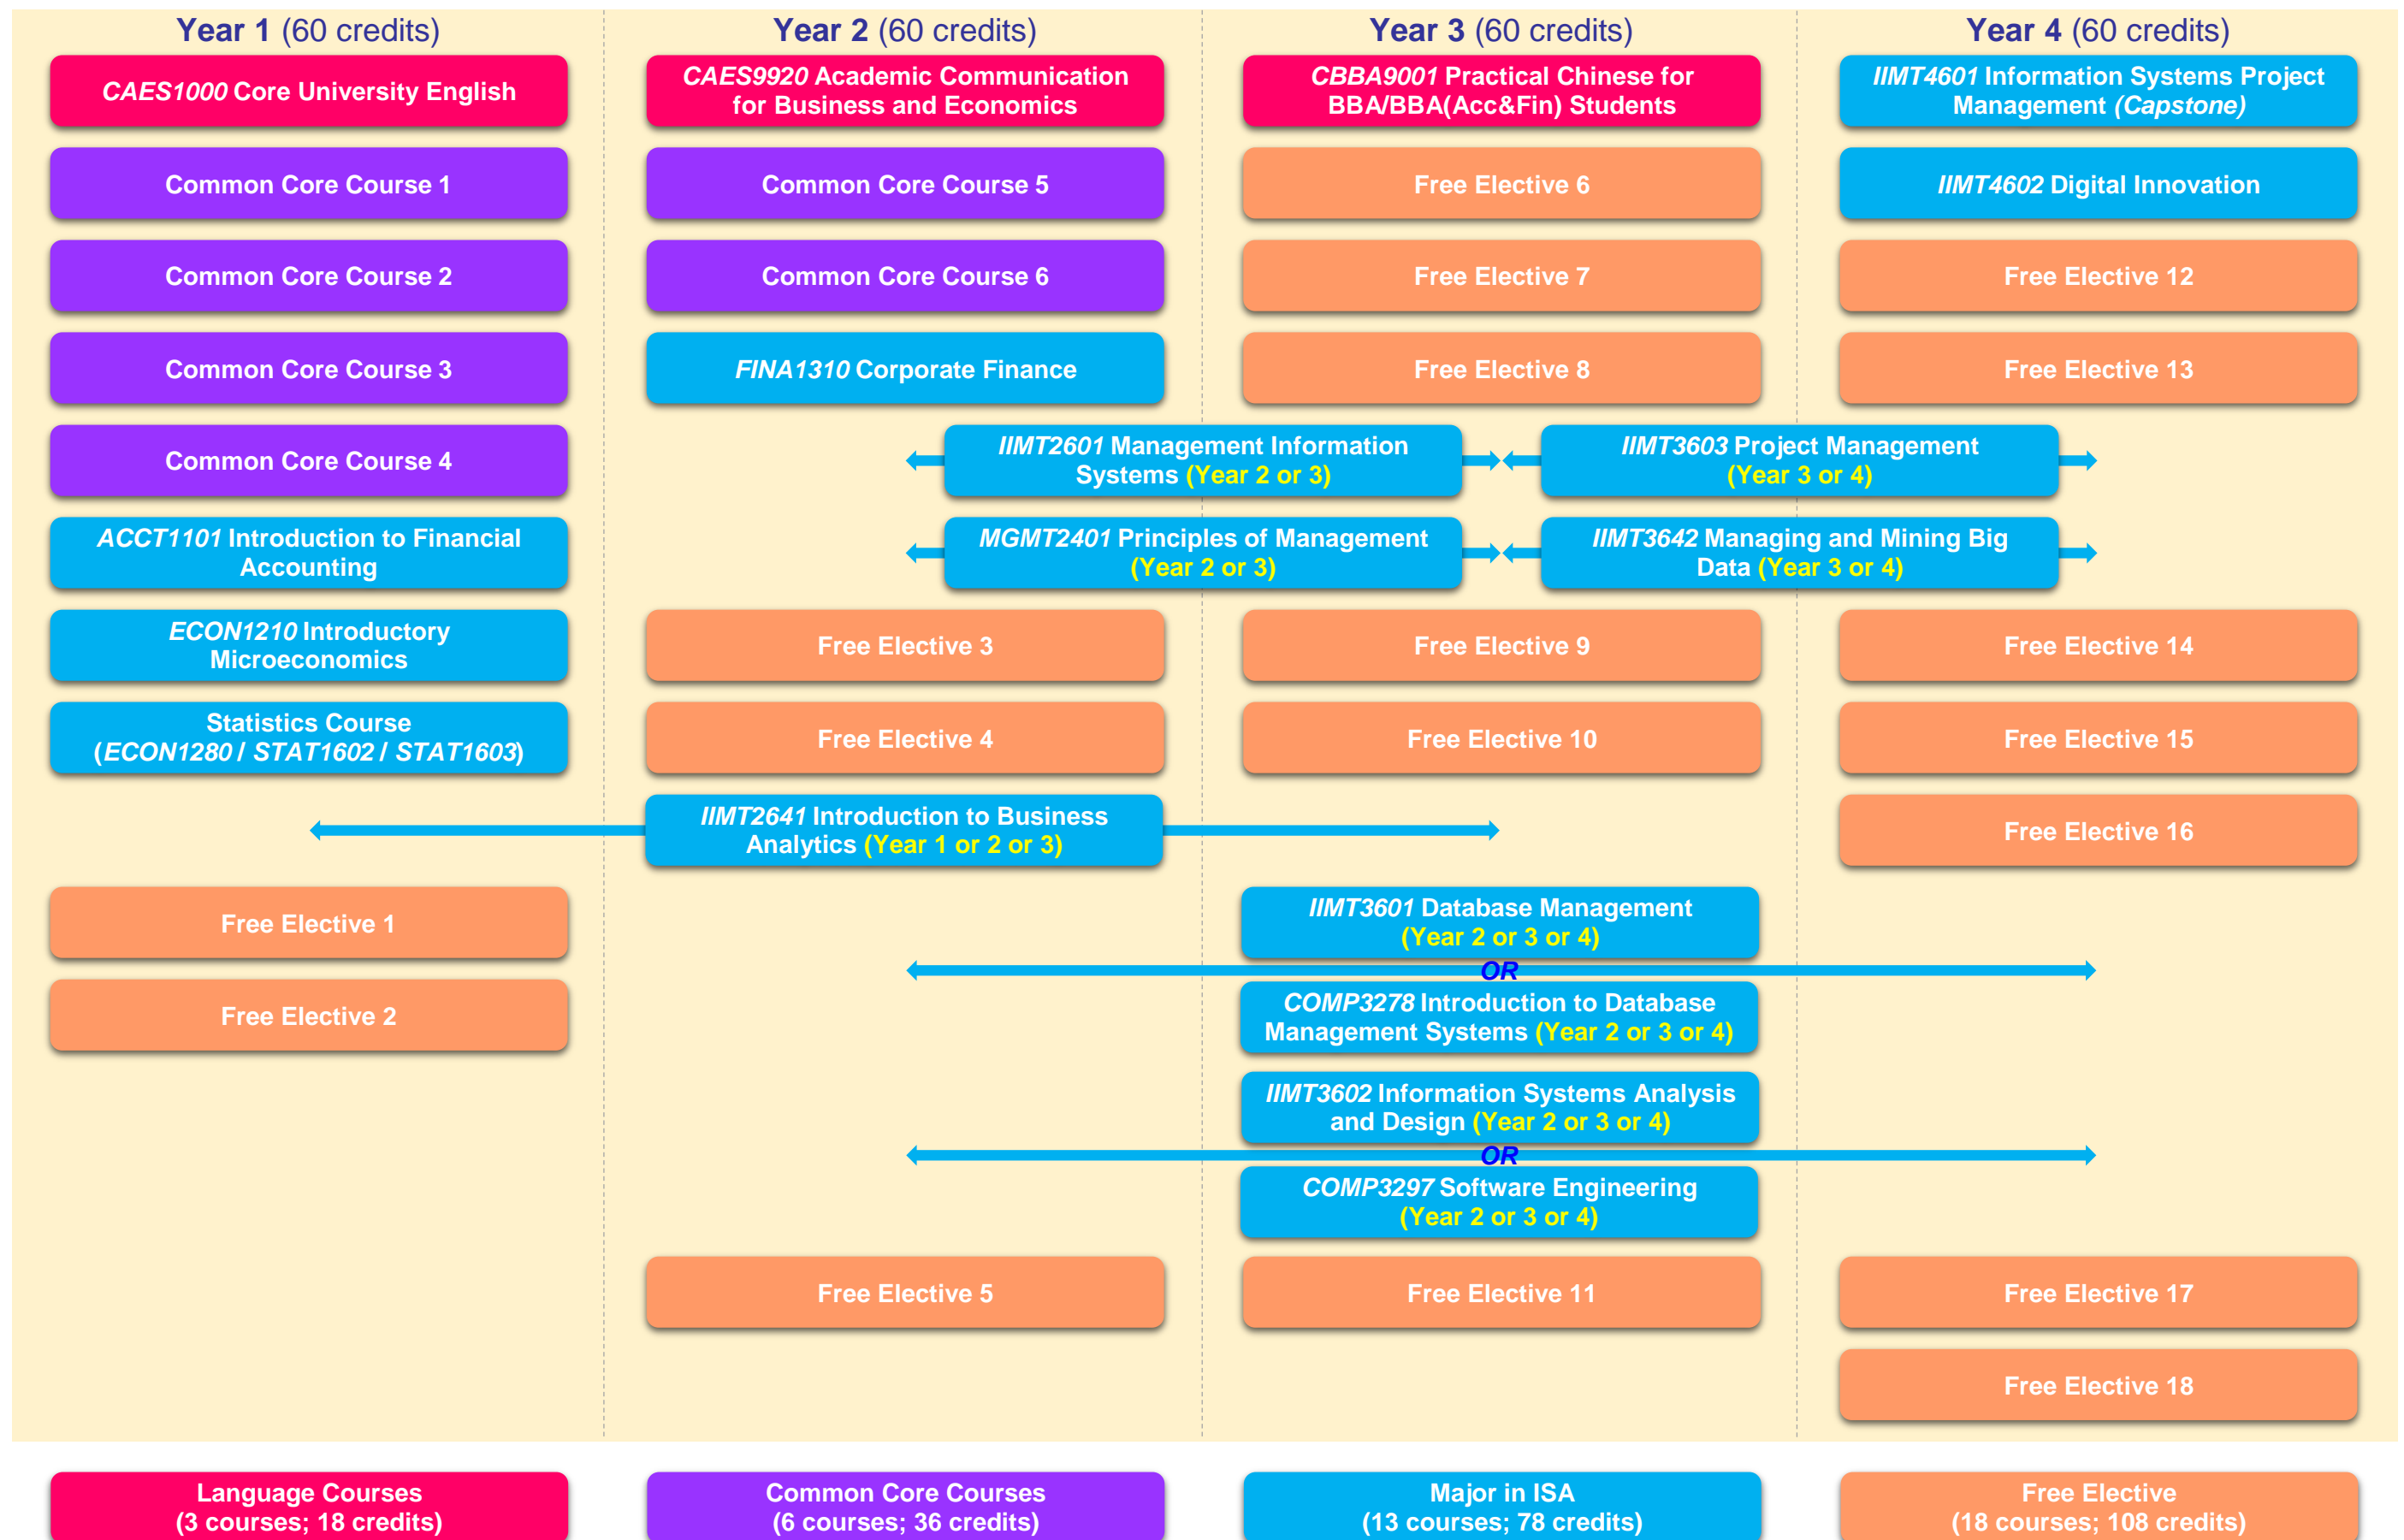 Year 1 (60 credits)
CAES1000 Core University English
Common Core Course 1
Common Core Course 2
Common Core Course 3
Common Core Course 4
ACCT1101 Introduction to Financial
Accounting
ECON1210 Introductory
Microeconomics
Statistics Course
(ECON1280 / STAT1602 / STAT1603)
Free Elective 1
Free Elective 2
Year 2 (60 credits)
CAES9920 Academic Communication
for Business and Economics
Common Core Course 5
Common Core Course 6
FINA1310 Corporate Finance
IIMT2601 Management Information
Systems (Year 2 or 3)
MGMT2401 Principles of Management
(Year 2 or 3)
Free Elective 3
Free Elective 4
IIMT2641 Introduction to Business
Analytics (Year 1 or 2 or 3)
Free Elective 5
Year 3 (60 credits)
CBBA9001 Practical Chinese for
BBA/BBA(Acc&Fin) Students
Free Elective 6
Free Elective 7
Free Elective 8
IIMT3603 Project Management
(Year 3 or 4)
IIMT3642 Managing and Mining Big
Data (Year 3 or 4)
Free Elective 9
Free Elective 10
IIMT3601 Database Management
(Year 2 or 3 or 4)
OR
COMP3278 Introduction to Database
Management Systems (Year 2 or 3 or 4)
IIMT3602 Information Systems Analysis
and Design (Year 2 or 3 or 4)
OR
COMP3297 Software Engineering
(Year 2 or 3 or 4)
Free Elective 11
Year 4 (60 credits)
IIMT4601 Information Systems Project
Management (Capstone)
IIMT4602 Digital Innovation
Free Elective 12
Free Elective 13
Free Elective 14
Free Elective 15
Free Elective 16
Free Elective 17
Free Elective 18
Language Courses
(3 courses; 18 credits)
Common Core Courses
(6 courses; 36 credits)
Major in ISA
(13 courses; 78 credits)
Free Elective
(18 courses; 108 credits)